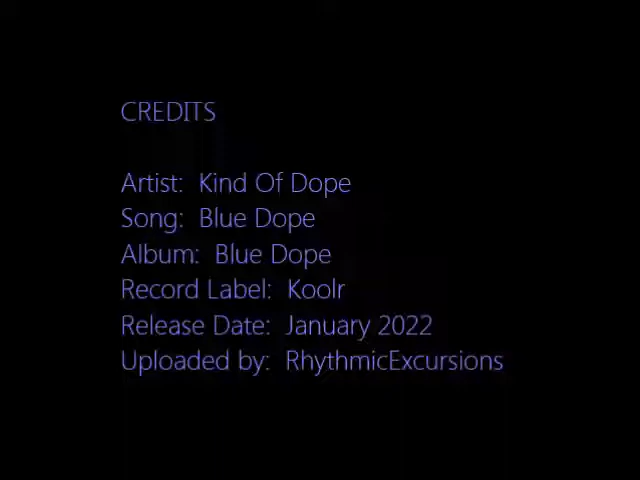 CREDITS
Artist:  Kind Of Dope
Song:  Blue Dope
Album:  Blue Dope
Record Label:  Koolr
Release Date:  January 2022
Uploaded by:  RhythmicExcursions